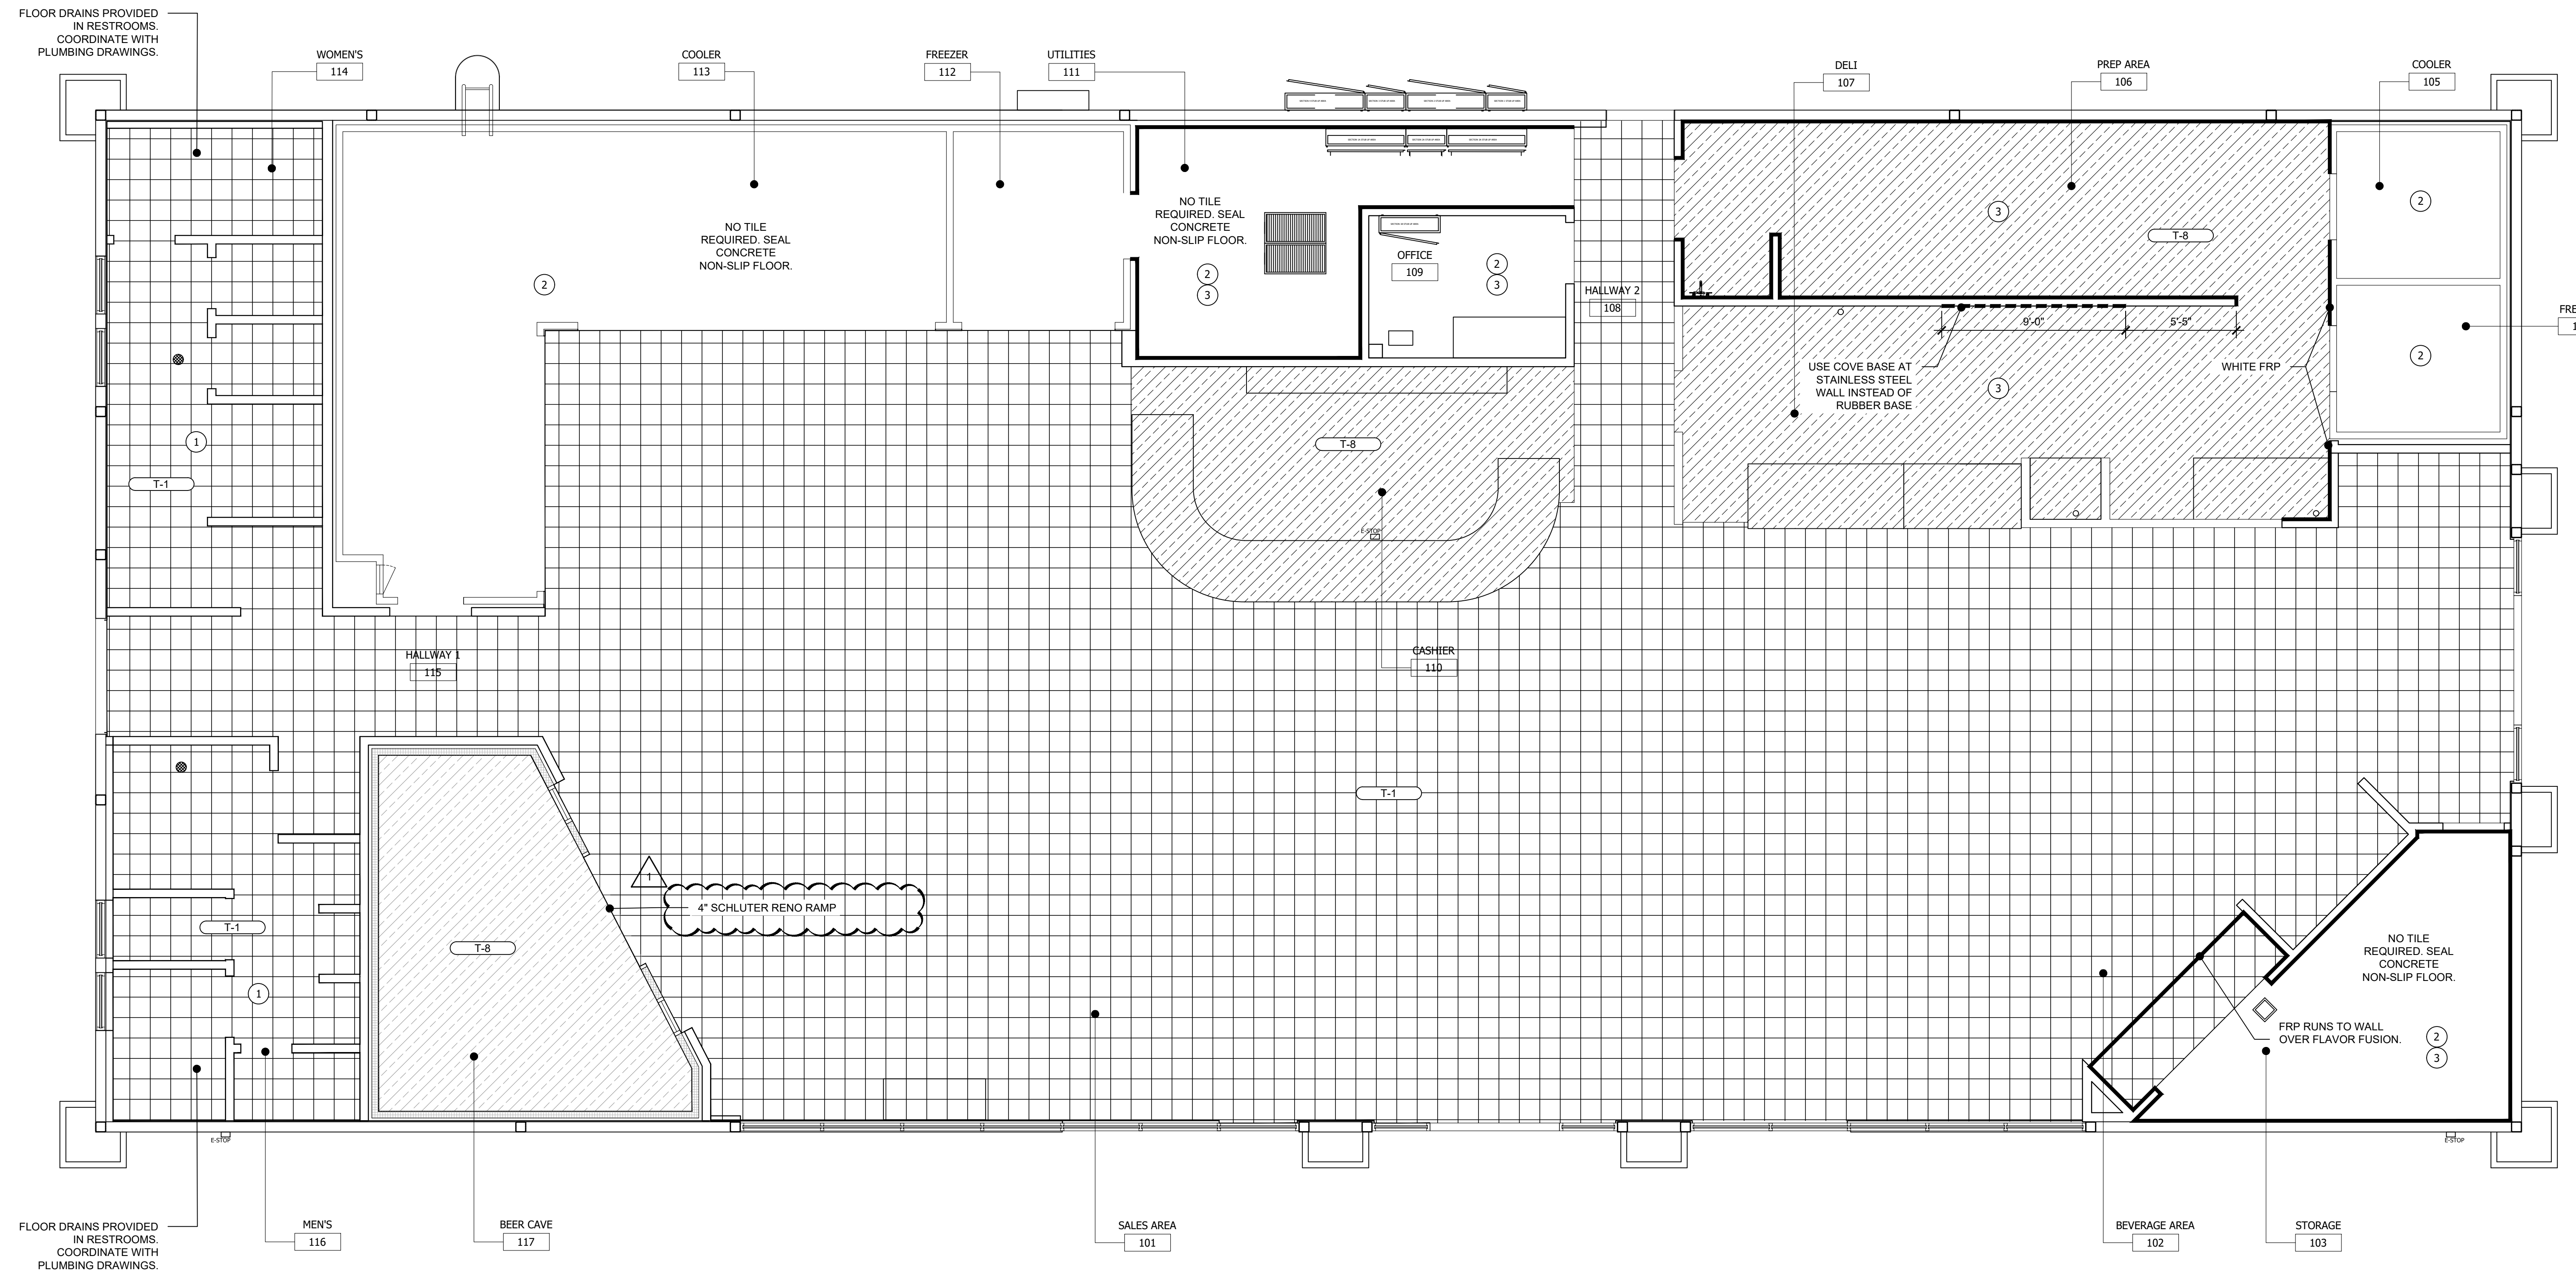 FLOOR DRAINS PROVIDED
IN RESTROOMS.
COORDINATE WITH
PLUMBING DRAWINGS.
WOMEN'S
114
COOLER
113
FREEZER
112
UTILITIES
111
DELI
107
PREP AREA
106
COOLER
105
NO TILE
REQUIRED. SEAL
CONCRETE
NON-SLIP FLOOR.
2
NO TILE
REQUIRED. SEAL
CONCRETE
NON-SLIP FLOOR.
2
3
OFFICE
109
2
3
HALLWAY 2
108
3
T-8
2
9'-0"
5'-5"
2
USE COVE BASE AT
STAINLESS STEEL
WALL INSTEAD OF
RUBBER BASE
3
WHITE FRP
1
T-1
T-8
E-STOP
HALLWAY 1
115
CASHIER
110
T-1
1
4" SCHLUTER RENO RAMP
T-1
T-8
1
NO TILE
REQUIRED. SEAL
CONCRETE
NON-SLIP FLOOR.
FRP RUNS TO WALL
OVER FLAVOR FUSION.
2
3
E-STOP
E-STOP
FLOOR DRAINS PROVIDED
IN RESTROOMS.
COORDINATE WITH
PLUMBING DRAWINGS.
MEN'S
116
BEER CAVE
117
SALES AREA
101
BEVERAGE AREA
102
STORAGE
103